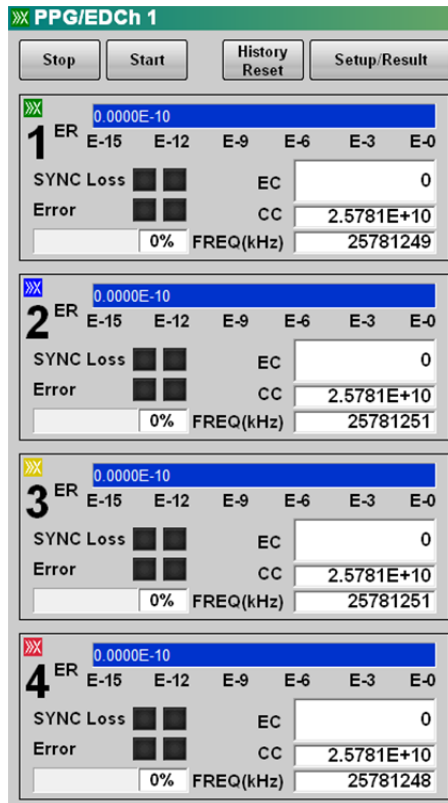 PPG/EDCh 1
Stop Start History Reset Setup/Result
1 ER 0.0000E-10
E-15 E-12 E-9 E-6 E-3 E-0
SYNC Loss EC 0
Error CC 2.5781E+10
0% FREQ(kHz) 25781249
2 ER 0.0000E-10
E-15 E-12 E-9 E-6 E-3 E-0
SYNC Loss EC 0
Error CC 2.5781E+10
0% FREQ(kHz) 25781251
3 ER 0.0000E-10
E-15 E-12 E-9 E-6 E-3 E-0
SYNC Loss EC 0
Error CC 2.5781E+10
0% FREQ(kHz) 25781251
4 ER 0.0000E-10
E-15 E-12 E-9 E-6 E-3 E-0
SYNC Loss EC 0
Error CC 2.5781E+10
0% FREQ(kHz) 25781248